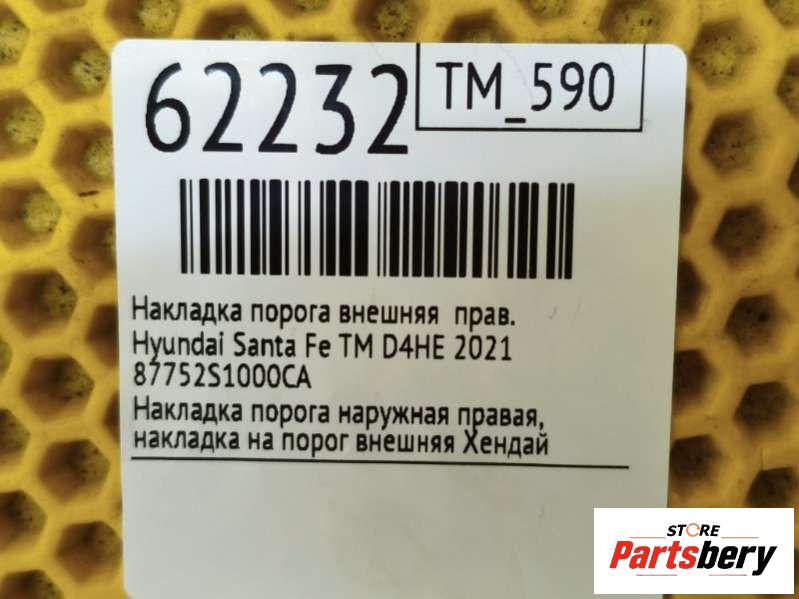 62232
TM_590
Накладка порога внешняя прав.
Hyundai Santa Fe TM D4HE 2021
87752S1000CA
Накладка порога наружная правая,
накладка на порог внешняя Хендай
STORE
Partsbery